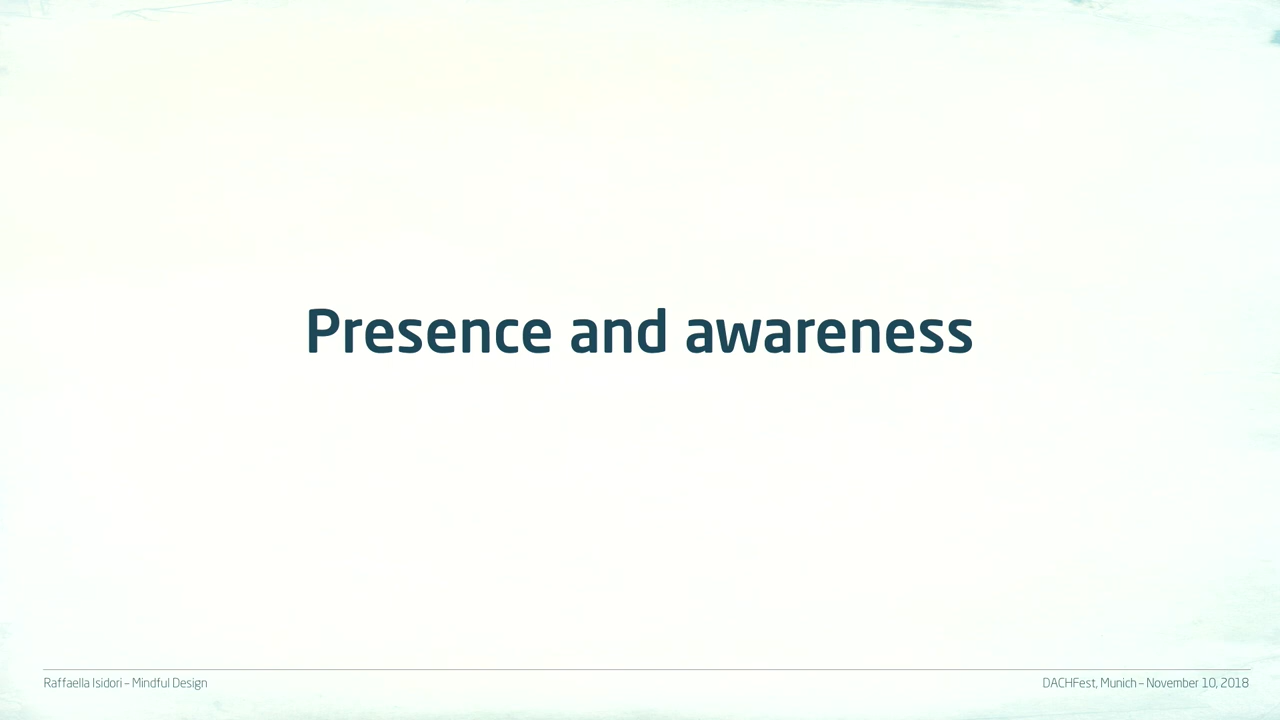 Presence and awareness
Raffaella Isidori – Mindful Design
DACHFest, Munich – November 10, 2018